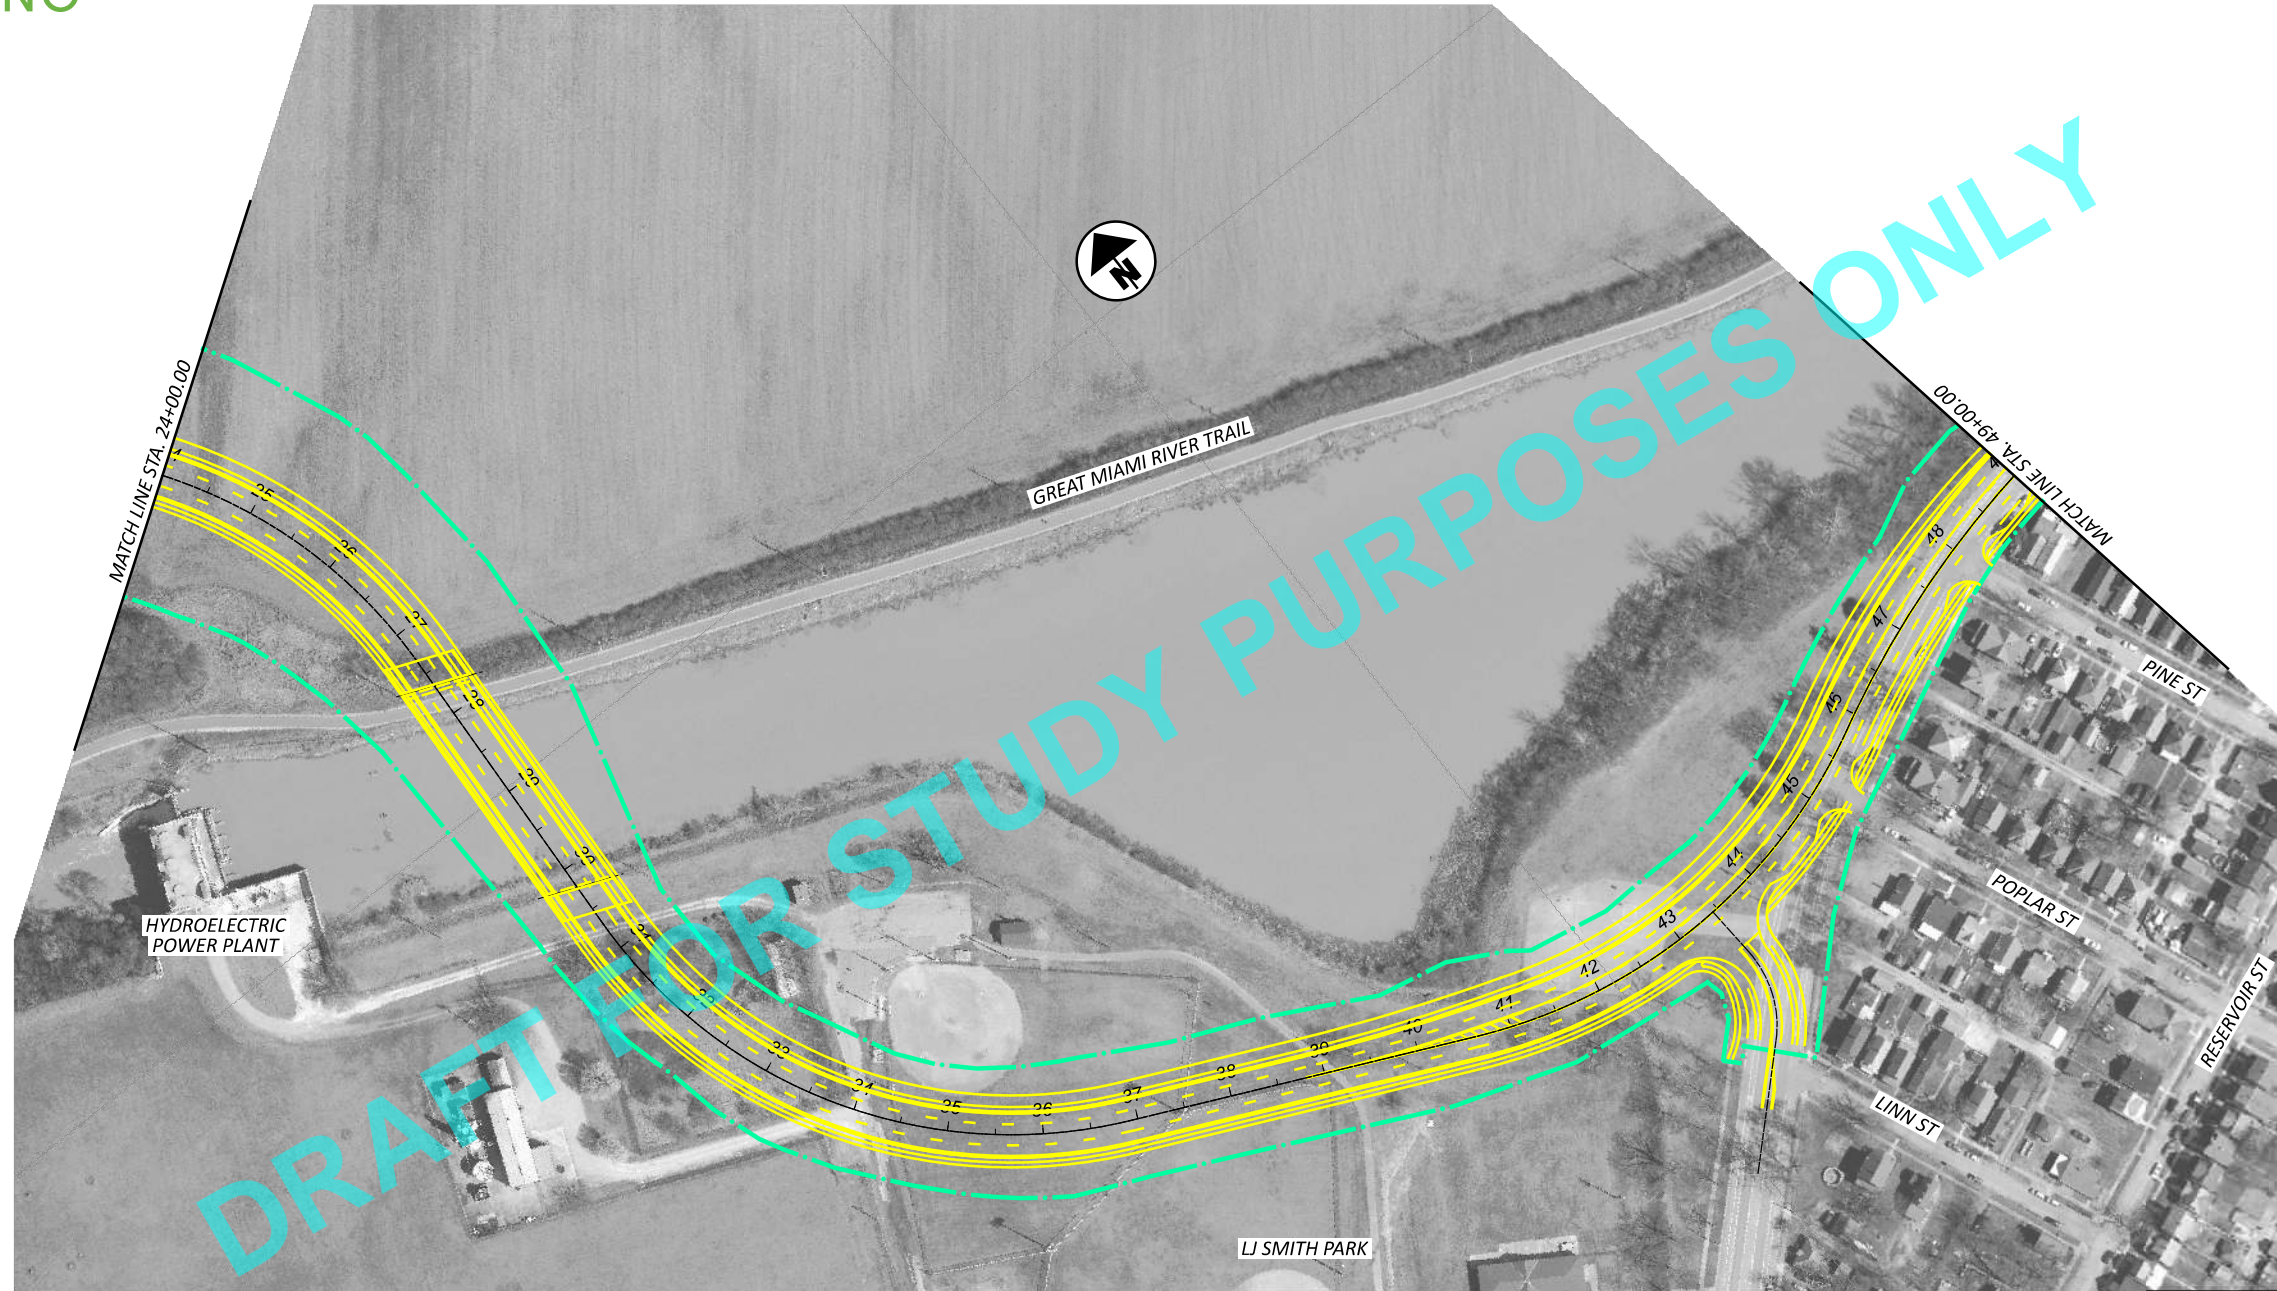 MATCH LINE STA. 24+00.00
GREAT MIAMI RIVER TRAIL
N
MATCH LINE STA. 49+00.00
HYDROELECTRIC
POWER PLANT
LJ SMITH PARK
PINE ST
POPLAR ST
LINN ST
RESERVOIR ST
25
26
27
28
29
30
31
32
33
34
35
36
37
38
39
40
41
42
43
44
45
46
47
48
DRAFT FOR STUDY PURPOSES ONLY